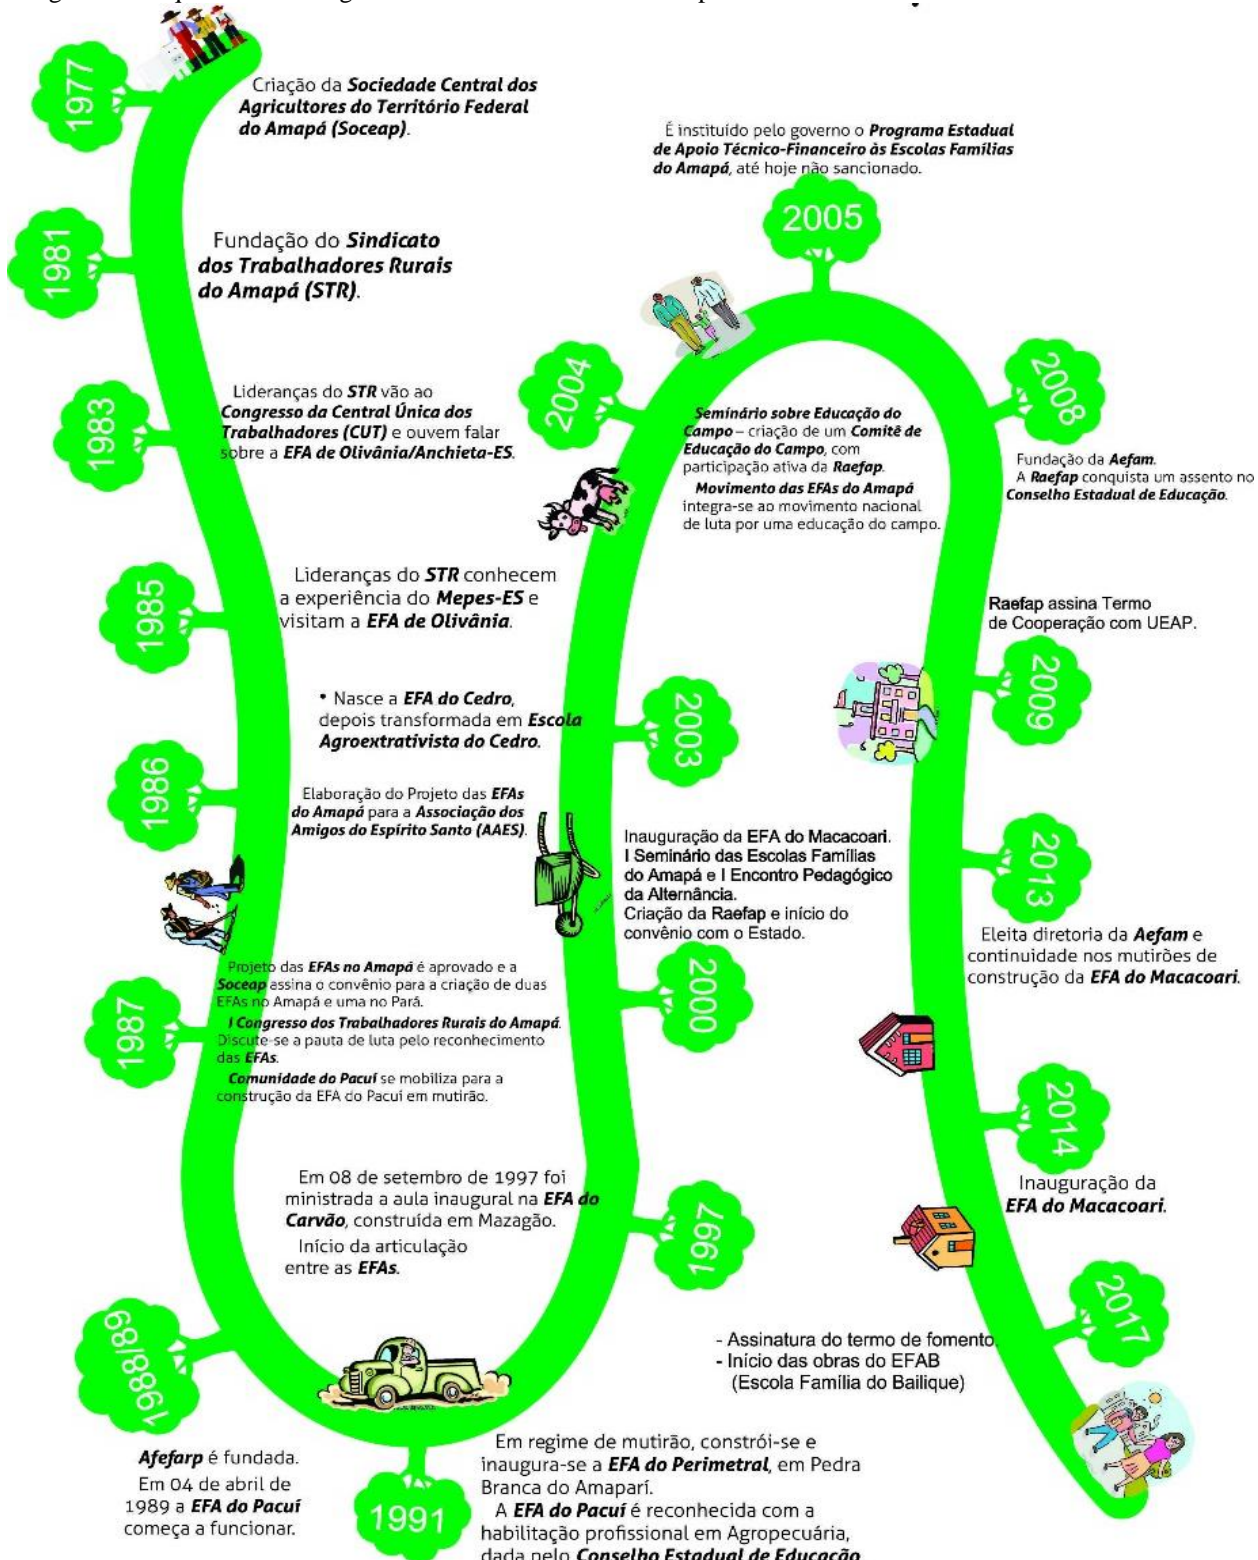 1977
Criação da Sociedade Central dos
Agricultores do Território Federal
do Amapá (Soceap).
1981
Fundação do Sindicato
dos Trabalhadores Rurais
do Amapá (STR).
1983
Lideranças do STR vão ao
Congresso da Central Única dos
Trabalhadores (CUT) e ouvem falar
sobre a EFA de Olivânia/Anchieta-ES.
1985
Lideranças do STR conhecem
a experiência do Mepes-ES e
visitam a EFA de Olivânia.
1986
Elaboração do Projeto das EFAs
do Amapá para a Associação dos
Amigos do Espírito Santo (AAES).
1987
Projeto das EFAs no Amapá é aprovado e a
Soceap assina o convênio para a criação de duas
EFAs no Amapá e uma no Pará.
I Congresso dos Trabalhadores Rurais do Amapá.
Discute-se a pauta de luta pelo reconhecimento
das EFAs.
Comunidade do Pacuí se mobiliza para a
construção da EFA do Pacuí em mutirão.
1988/89
Afefarp é fundada.
Em 04 de abril de
1989 a EFA do Pacuí
começa a funcionar.
1991
Em regime de mutirão, constrói-se e
inaugura-se a EFA do Perimetral, em Pedra
Branca do Amaparí.
A EFA do Pacuí é reconhecida com a
habilitação profissional em Agropecuária,
dada pelo Conselho Estadual de Educação
1997
Em 08 de setembro de 1997 foi
ministrada a aula inaugural na EFA do
Carvão, construída em Mazagão.
Início da articulação
entre as EFAs.
2000
Inauguração da EFA do Macacoari.
I Seminário das Escolas Famílias
do Amapá e I Encontro Pedagógico
da Alternância.
Criação da Raefap e início do
convênio com o Estado.
2003
• Nasce a EFA do Cedro,
depois transformada em Escola
Agroextrativista do Cedro.
2004
Seminário sobre Educação do
Campo – criação de um Comitê de
Educação do Campo, com
participação ativa da Raefap.
Movimento das EFAs do Amapá
integra-se ao movimento nacional
de luta por uma educação do campo.
2005
É instituído pelo governo o Programa Estadual
de Apoio Técnico-Financeiro às Escolas Famílias
do Amapá, até hoje não sancionado.
2008
Fundação da Aefam.
A Raefap conquista um assento no
Conselho Estadual de Educação.
2009
Raefap assina Termo
de Cooperação com UEAP.
2013
Eleita diretoria da Aefam e
continuidade nos mutirões de
construção da EFA do Macacoari.
2014
Inauguração da
EFA do Macacoari.
2017
- Assinatura do termo de fomento.
- Início das obras do EFAB
(Escola Família do Bailique)